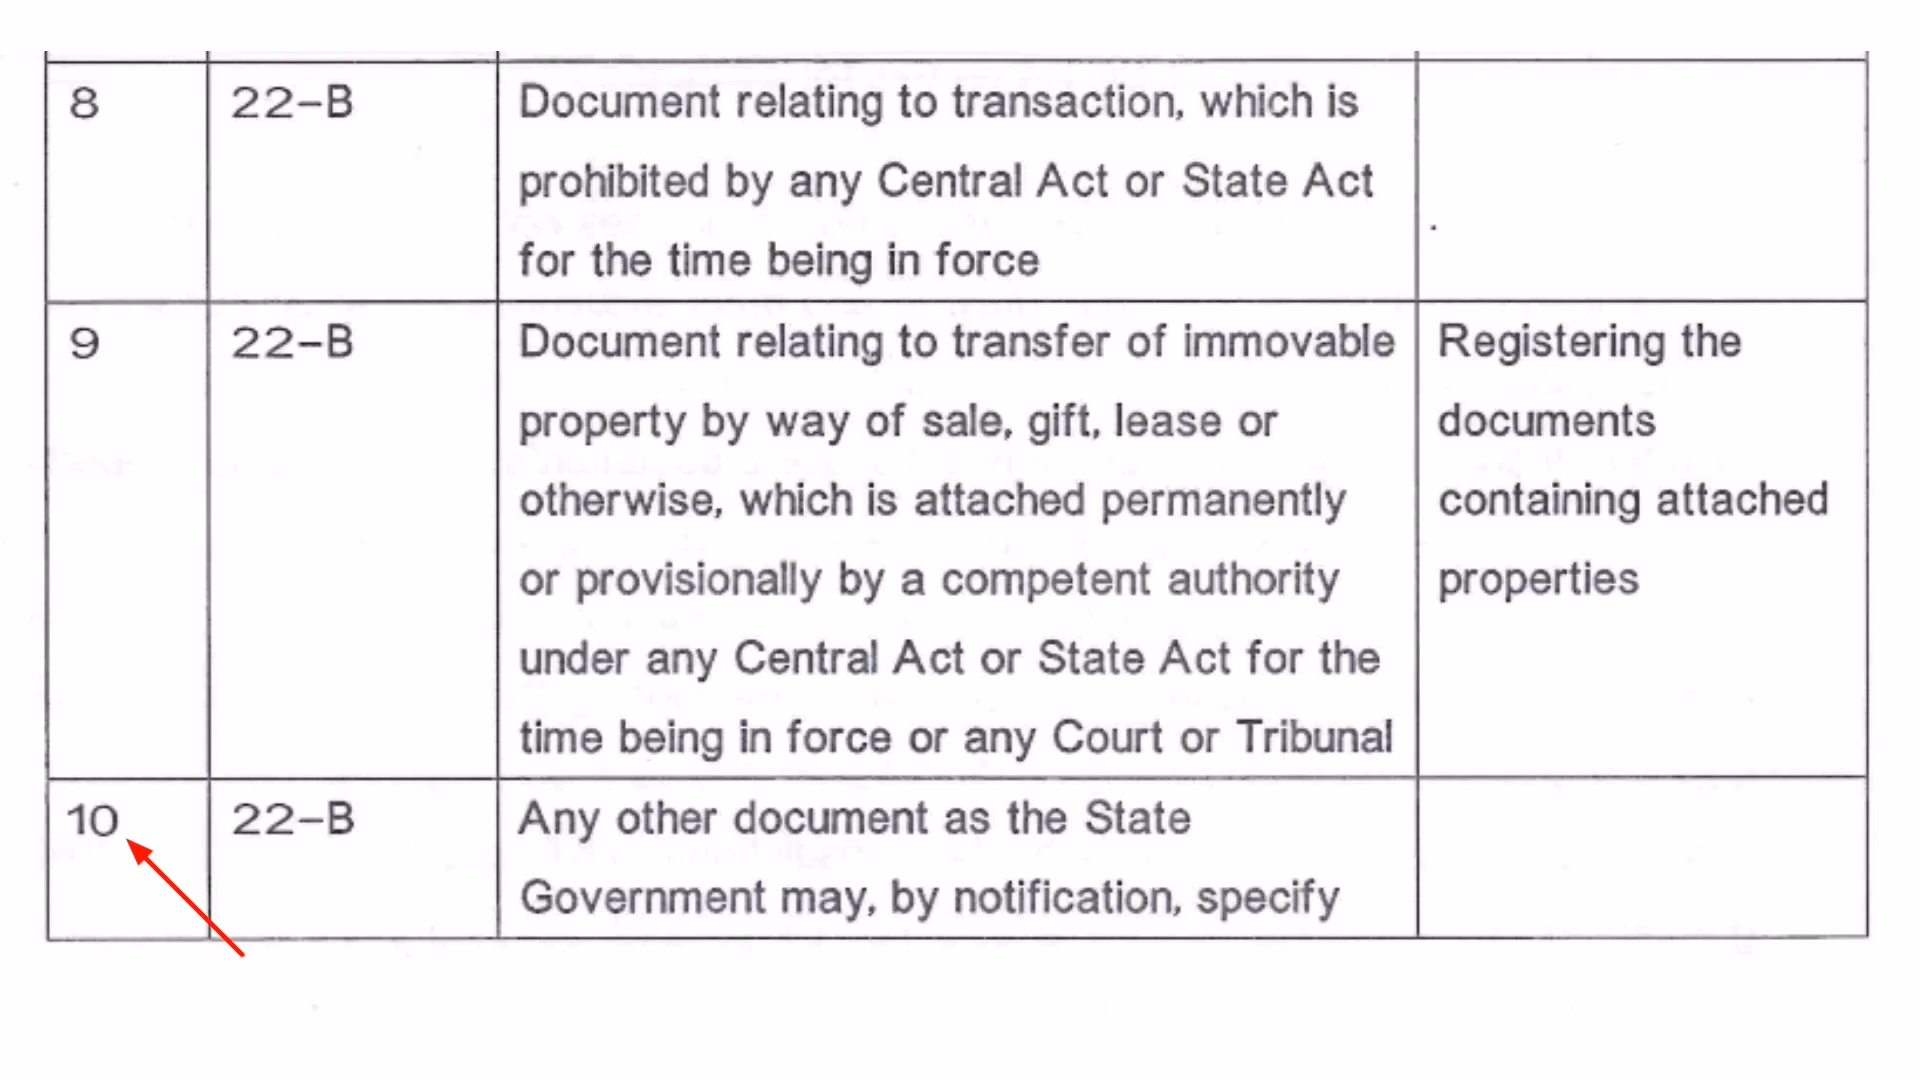 8 22-B Document relating to transaction, which is
prohibited by any Central Act or State Act
for the time being in force
9 22-B Document relating to transfer of immovable Registering the
property by way of sale, gift, lease or documents
otherwise, which is attached permanently containing attached
or provisionally by a competent authority properties
under any Central Act or State Act for the
time being in force or any Court or Tribunal
10 22-B Any other document as the State
Government may, by notification, specify